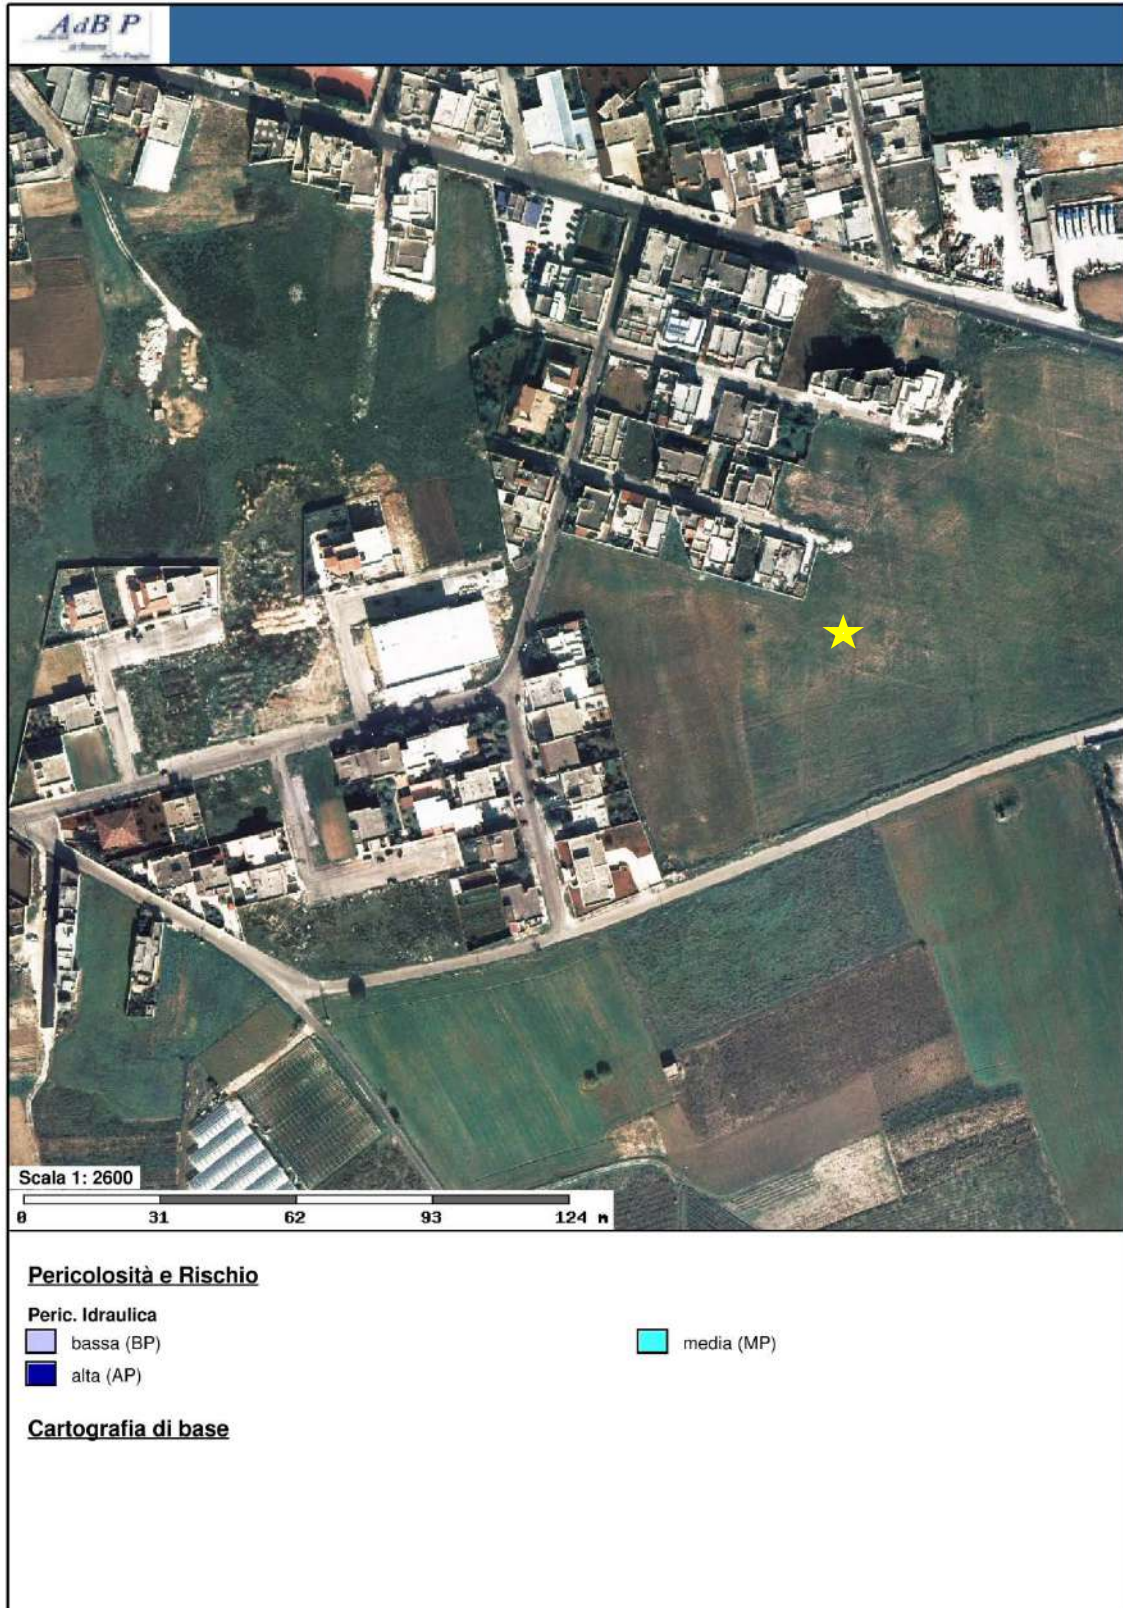 AdB P
Scala 1: 2600
0 31 62 93 124 m
Pericolosità e Rischio
Peric. Idraulica
bassa (BP)
media (MP)
alta (AP)
Cartografia di base